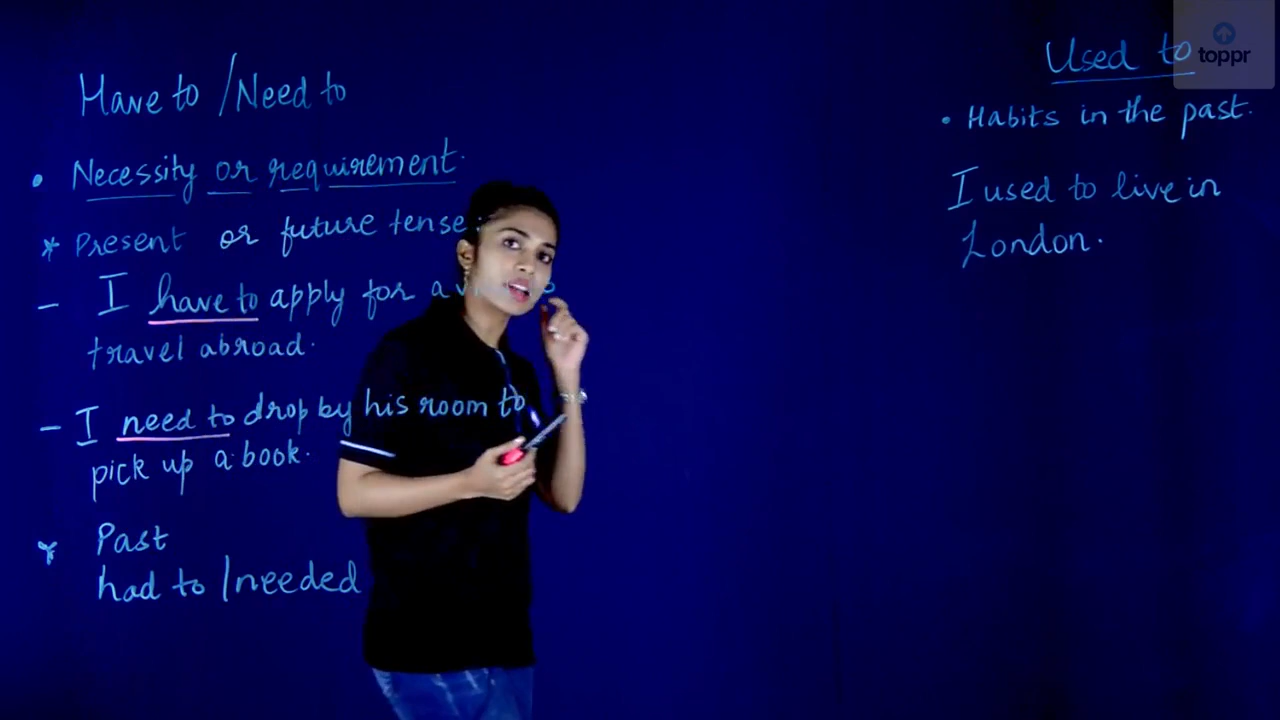 Have to / Need to
• Necessity or requirement.
* Present or future tense.
- I have to apply for a to
travel abroad.
- I need to drop by his room to
pick up a book.
* Past
had to / needed
Used to
• Habits in the past.
I used to live in
London.
toppr